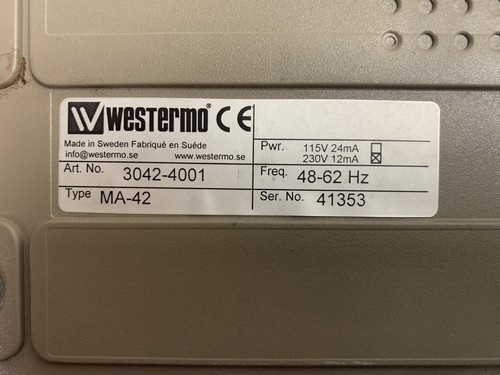 WESTERMO® CE
Made in Sweden Fabriqué en Suéde
info@westermo.se www.westermo.se
Pwr. 115V 24mA ☐
230V 12mA ☒
Art. No. 3042-4001
Freq. 48-62 Hz
Type MA-42
Ser. No. 41353